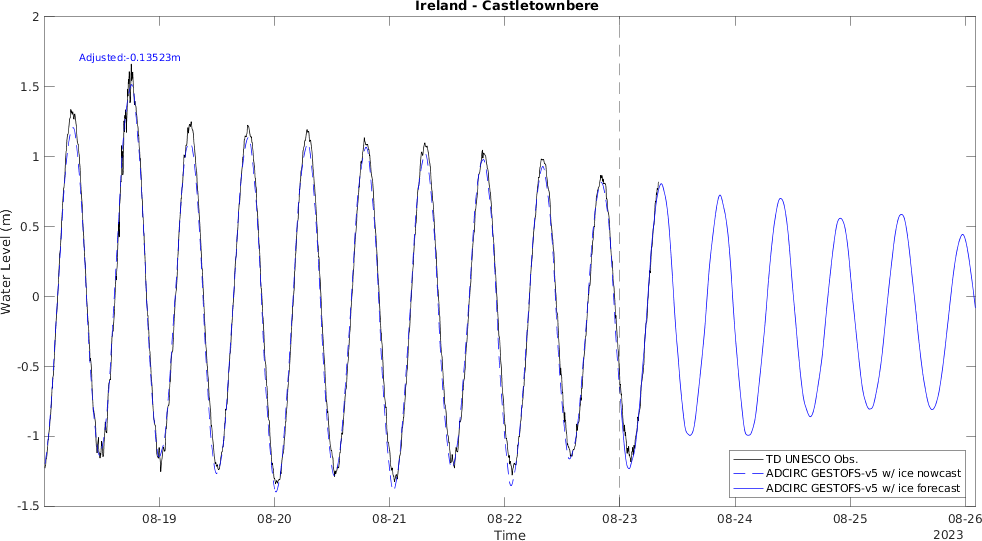 Ireland - Castletownbere
Adjusted:-0.13523m
2
1.5
1
0.5
0
-0.5
-1
-1.5
Water Level (m)
08-19
08-20
08-21
08-22
08-23
08-24
08-25
08-26
2023
Time
TD UNESCO Obs.
ADCIRC GESTOFS-v5 w/ ice nowcast
ADCIRC GESTOFS-v5 w/ ice forecast